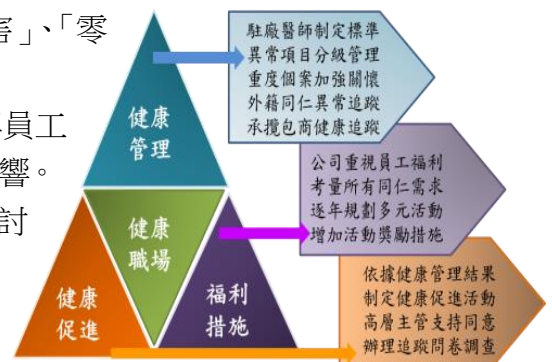 害」、「零
員工
響。
討
健康
管理
健康
職場
健康
促進
福利
措施
駐廠醫師制定標準
異常項目分級管理
重度個案加強關懷
外籍同仁異常追蹤
承攬包商健康追蹤
公司重視員工福利
考量所有同仁需求
逐年規劃多元活動
增加活動獎勵措施
依據健康管理結果
制定健康促進活動
高層主管支持同意
辦理追蹤問卷調查